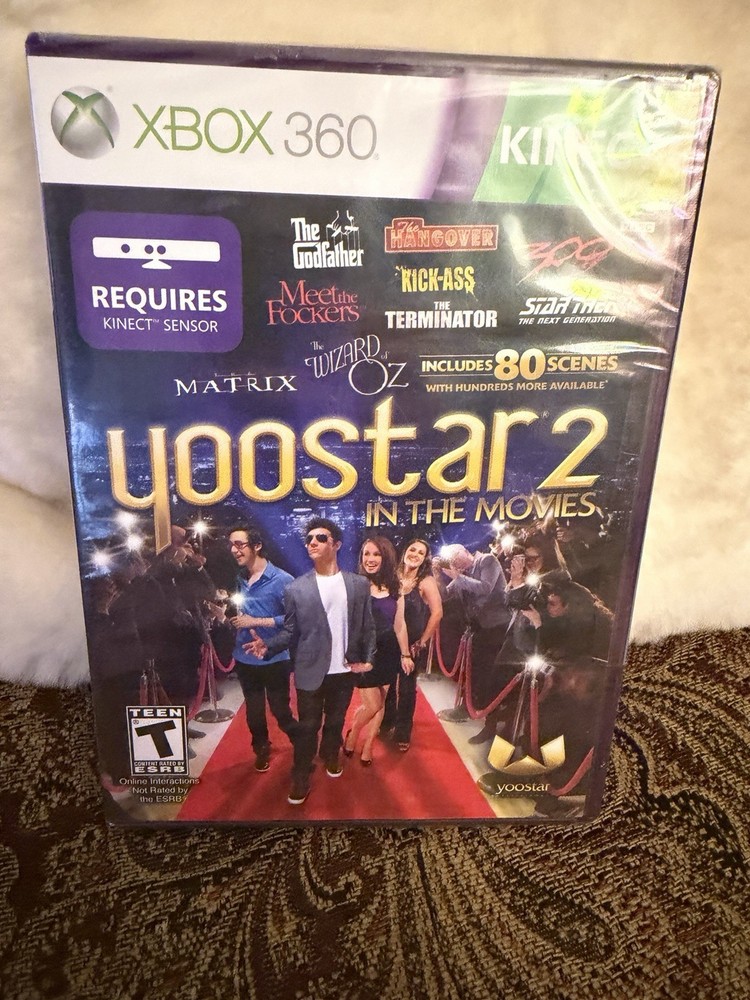 XBOX 360
KINECT
REQUIRES
KINECT™ SENSOR
The
Godfather
The
HANGOVER
300
Meet the
Fockers
KICK-ASS
THE
TERMINATOR
STAR TREK
THE NEXT GENERATION
MATRIX
The
WIZARD of
OZ
INCLUDES 80 SCENES
WITH HUNDREDS MORE AVAILABLE*
yoostar® 2
IN THE MOVIES
TEEN
T
CONTENT RATED BY
ESRB
Online Interactions
Not Rated by
the ESRB
yoostar